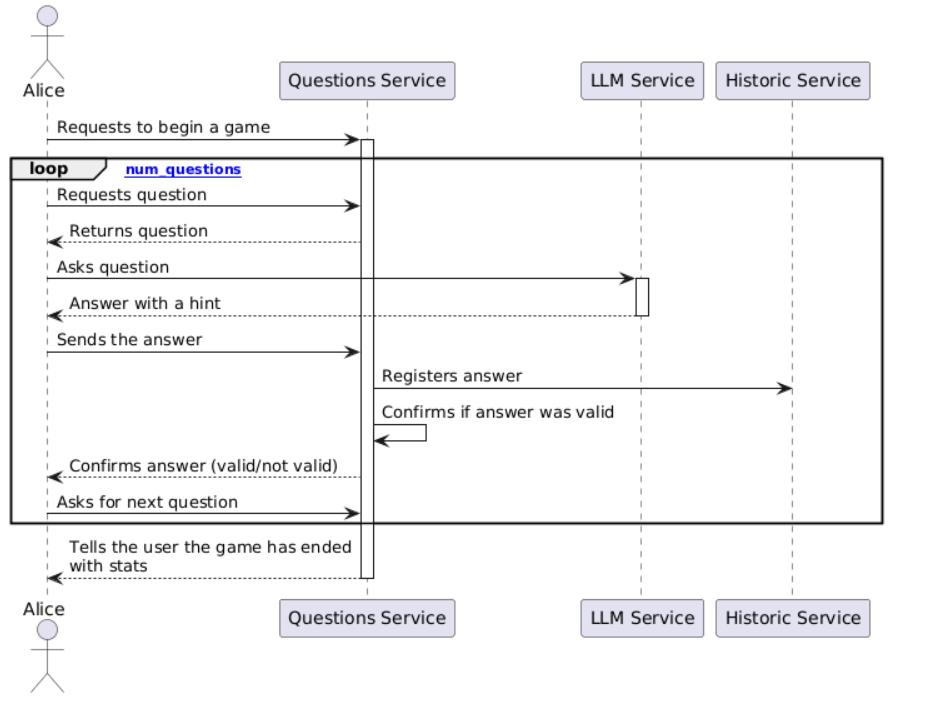 Alice
Questions Service
LLM Service
Historic Service
Requests to begin a game
loop
num_questions
Requests question
Returns question
Asks question
Answer with a hint
Sends the answer
Registers answer
Confirms if answer was valid
Confirms answer (valid/not valid)
Asks for next question
Tells the user the game has ended
with stats
Alice
Questions Service
LLM Service
Historic Service